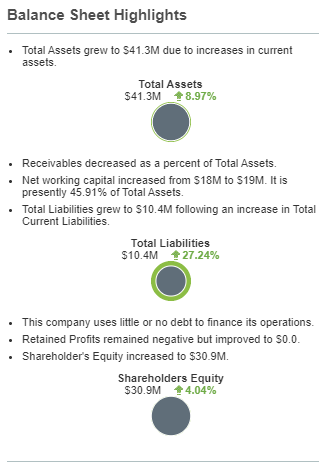 Balance Sheet Highlights
• Total Assets grew to $41.3M due to increases in current
assets.
Total Assets
$41.3M 8.97%
• Receivables decreased as a percent of Total Assets.
• Net working capital increased from $18M to $19M. It is
presently 45.91% of Total Assets.
• Total Liabilities grew to $10.4M following an increase in Total
Current Liabilities.
Total Liabilities
$10.4M 27.24%
• This company uses little or no debt to finance its operations.
• Retained Profits remained negative but improved to $0.0.
• Shareholder's Equity increased to $30.9M.
Shareholders Equity
$30.9M 4.04%